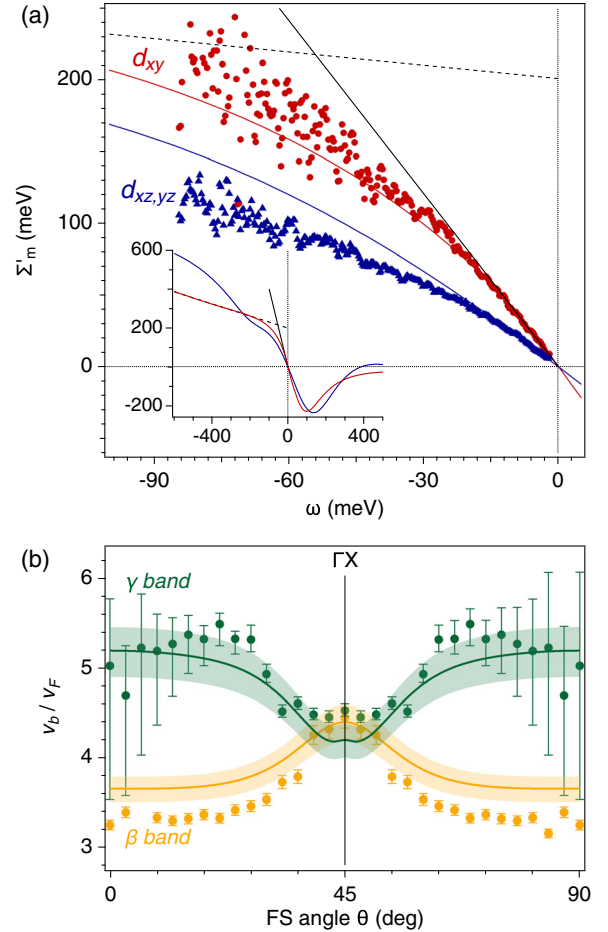 (a)
d_xy
d_xz,yz
Σ'_m (meV)
200
100
0
600
200
-200
-400
0
400
-90
-60
-30
0
ω (meV)
(b)
ΓX
γ band
β band
v_b / v_F
6
5
4
3
0
45
90
FS angle θ (deg)